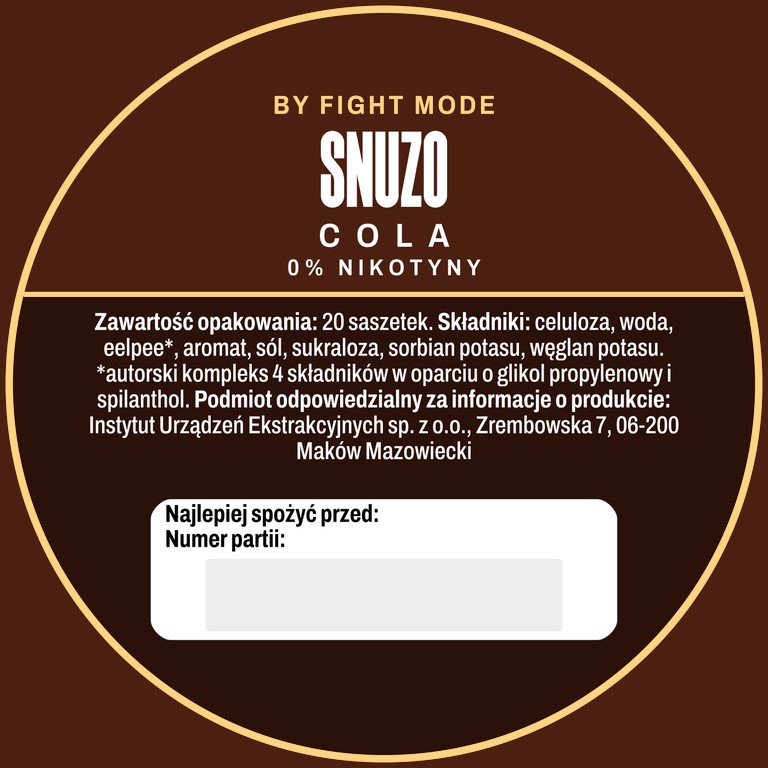 BY FIGHT MODE
SNUZO
COLA
0% NIKOTYNY
Zawartość opakowania: 20 saszetek. Składniki: celuloza, woda,
eelpee*, aromat, sól, sukraloza, sorbian potasu, węglan potasu.
*autorski kompleks 4 składników w oparciu o glikol propylenowy i
spilanthol. Podmiot odpowiedzialny za informacje o produkcie:
Instytut Urządzeń Ekstrakcyjnych sp. z o.o., Zrembowska 7, 06-200
Maków Mazowiecki
Najlepiej spożyć przed:
Numer partii: